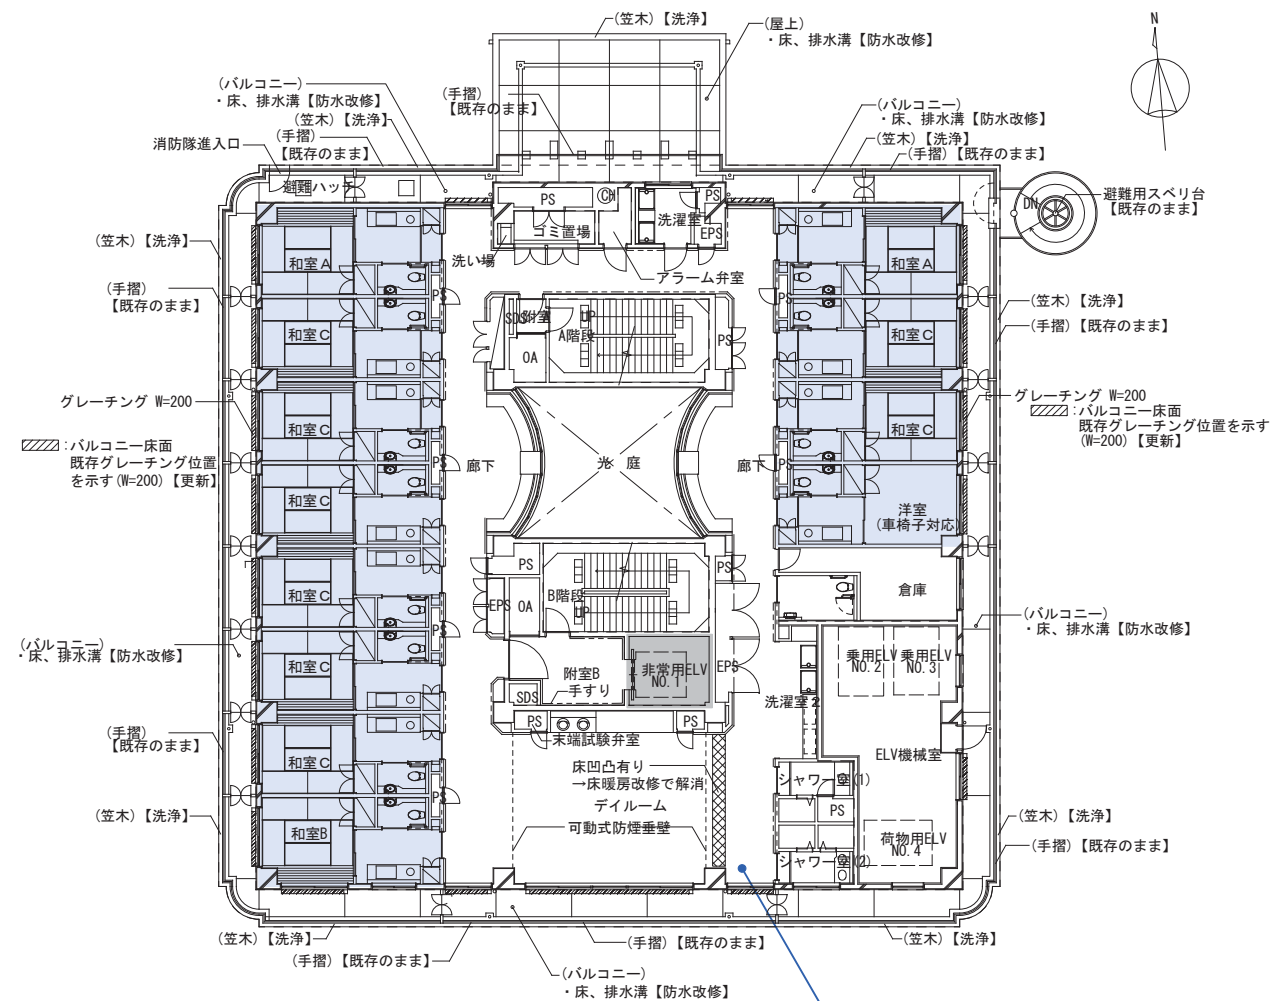 (笠木)【洗浄】
(屋上)
・床、排水溝【防水改修】
N
(バルコニー)
・床、排水溝【防水改修】
(手摺)
【既存のまま】
(バルコニー)
・床、排水溝【防水改修】
(笠木)【洗浄】
(手摺)
【既存のまま】
(笠木)【洗浄】
(手摺)【既存のまま】
消防隊進入口
避難ハッチ
避難用スベリ台
【既存のまま】
DN
PS
CH
PS
洗濯室1
EPS
ゴミ置場
洗い場
アラーム弁室
(笠木)【洗浄】
(手摺)
【既存のまま】
(笠木)【洗浄】
(手摺)【既存のまま】
和室A
和室A
PS
PS
和室C
和室C
SDS
附室A
UP
A階段
OA
PS
グレーチング W=200
:バルコニー床面
既存グレーチング位置
を示す(W=200)【更新】
グレーチング W=200
:バルコニー床面
既存グレーチング位置を示す
(W=200)【更新】
和室C
和室C
PS
PS
廊下
光 庭
廊下
和室C
洋室
(車椅子対応)
PS
PS
和室C
EPS
OA
B階段
UP
倉庫
PS
(バルコニー)
・床、排水溝【防水改修】
(バルコニー)
・床、排水溝【防水改修】
和室C
附室B
手すり
非常用ELV
NO.1
EPS
乗用ELV
NO.2
乗用ELV
NO.3
SDS
洗濯室2
PS
PS
末端試験弁室
(手摺)
【既存のまま】
和室C
床凹凸有り
→床暖房改修で解消
ELV機械室
シャワー室(1)
PS
PS
デイルーム
可動式防煙垂壁
(笠木)【洗浄】
和室B
荷物用ELV
NO.4
シャワー室(2)
(笠木)【洗浄】
(手摺)【既存のまま】
(笠木)【洗浄】
(手摺)【既存のまま】
(手摺)【既存のまま】
(笠木)【洗浄】
(バルコニー)
・床、排水溝【防水改修】